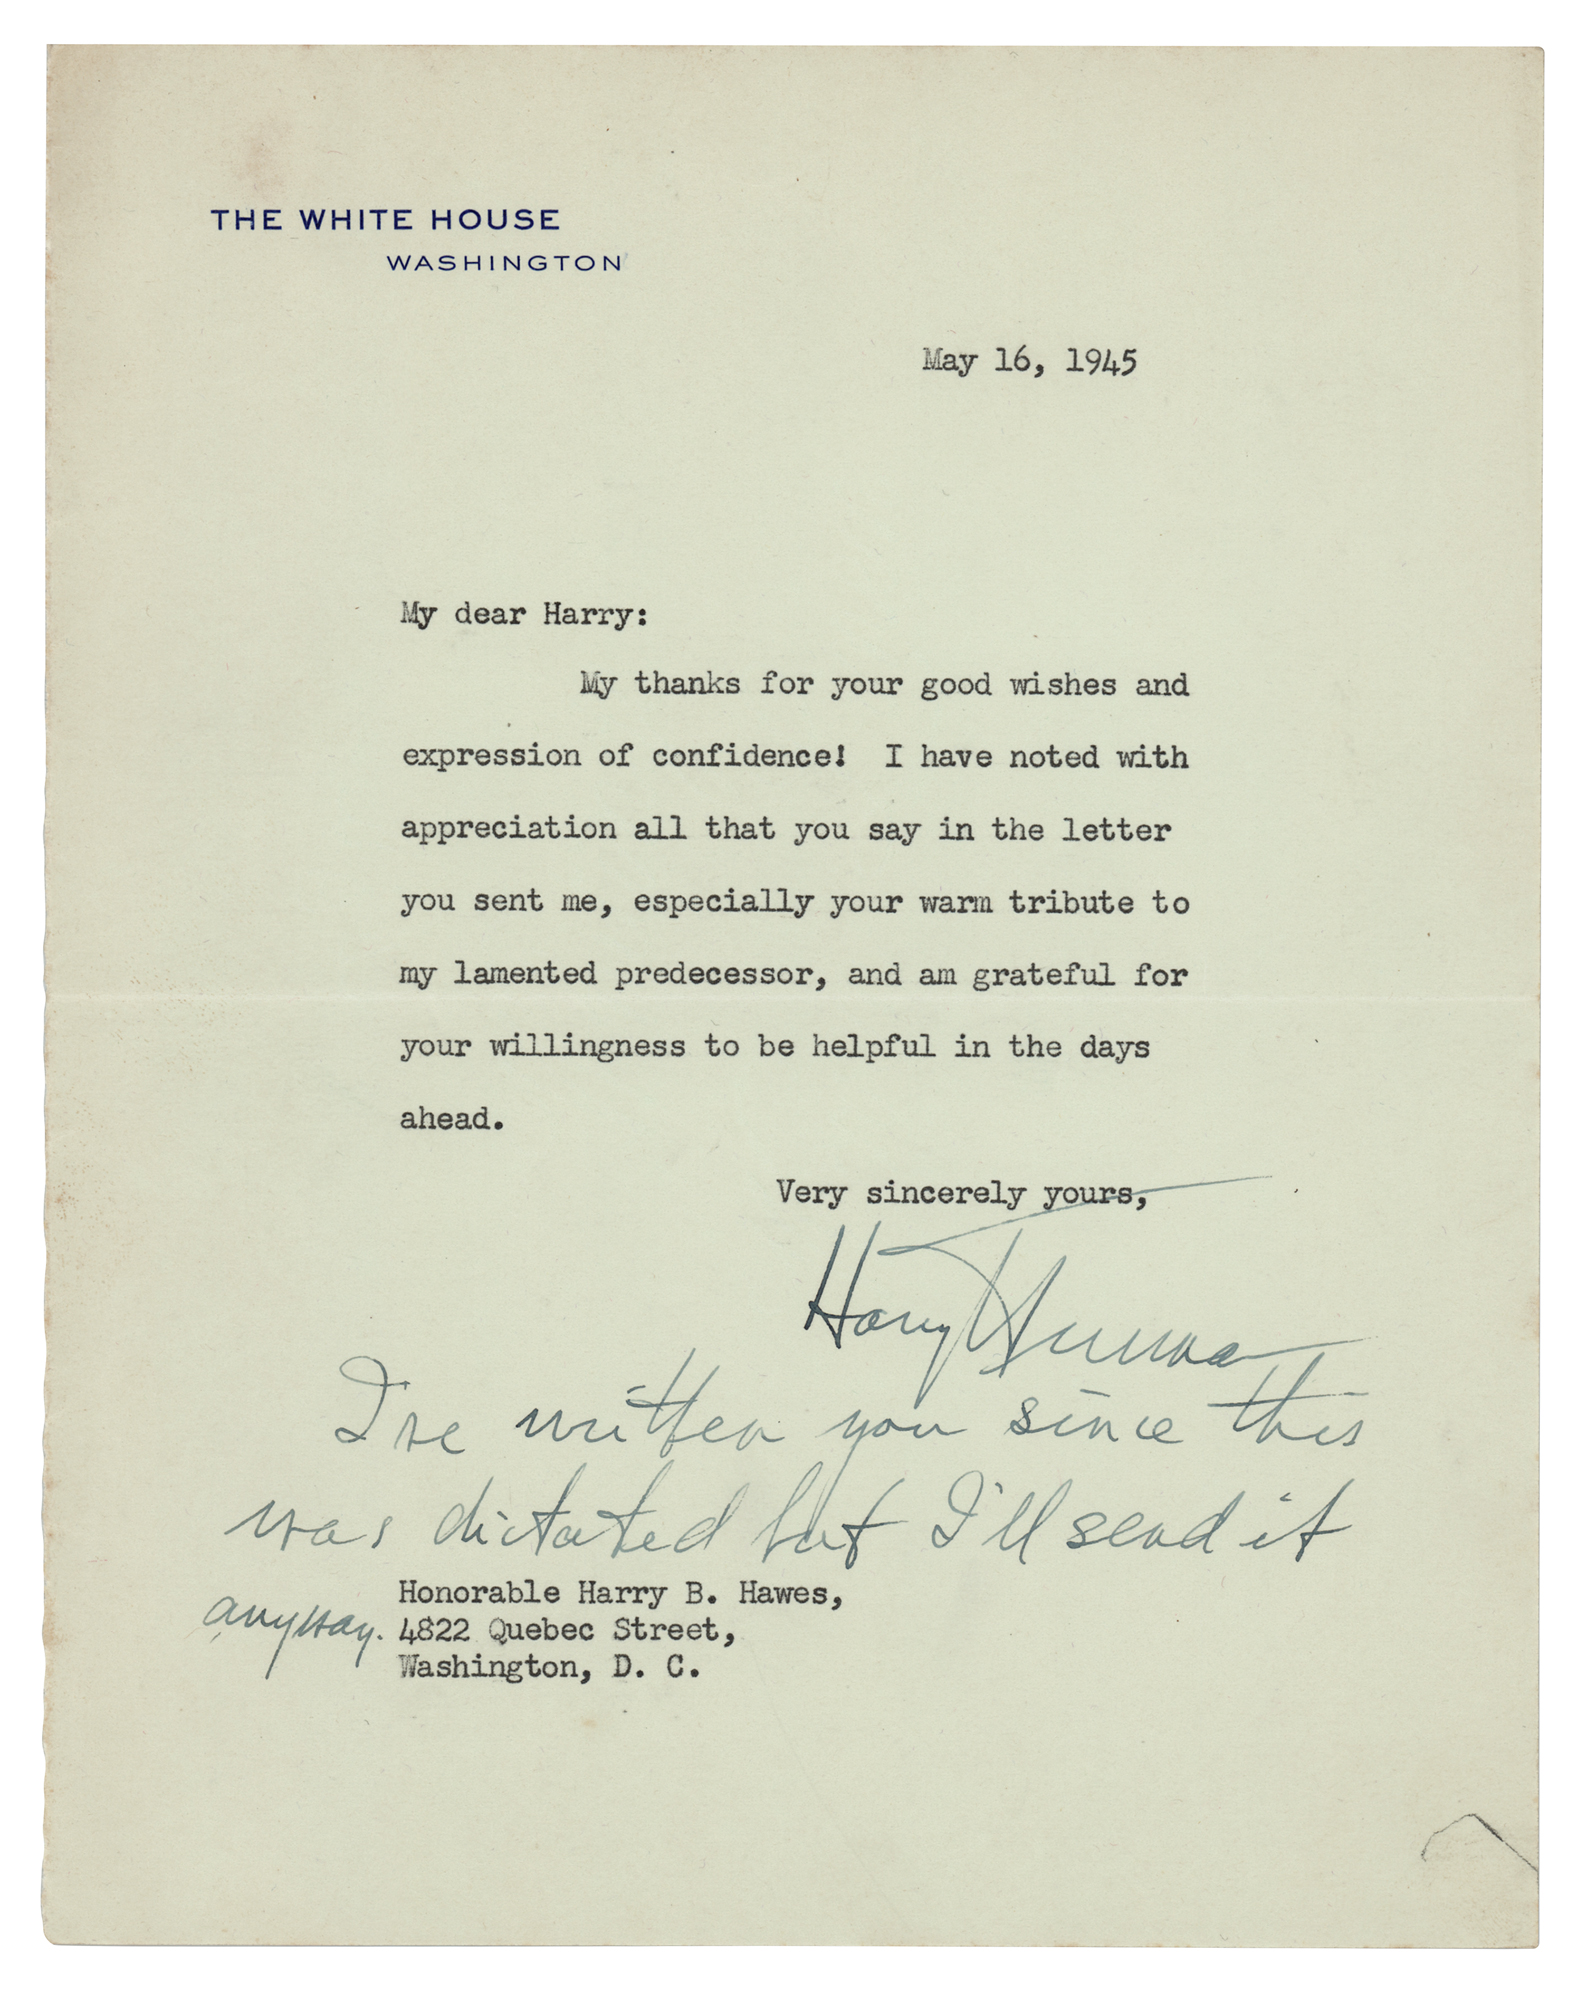 THE WHITE HOUSE
WASHINGTON
May 16, 1945
My dear Harry:
My thanks for your good wishes and
expression of confidence! I have noted with
appreciation all that you say in the letter
you sent me, especially your warm tribute to
my lamented predecessor, and am grateful for
your willingness to be helpful in the days
ahead.
Very sincerely yours,
Harry Truman
I've written you since this
was dictated but I'll send it
anyway.
Honorable Harry B. Hawes,
4822 Quebec Street,
Washington, D. C.